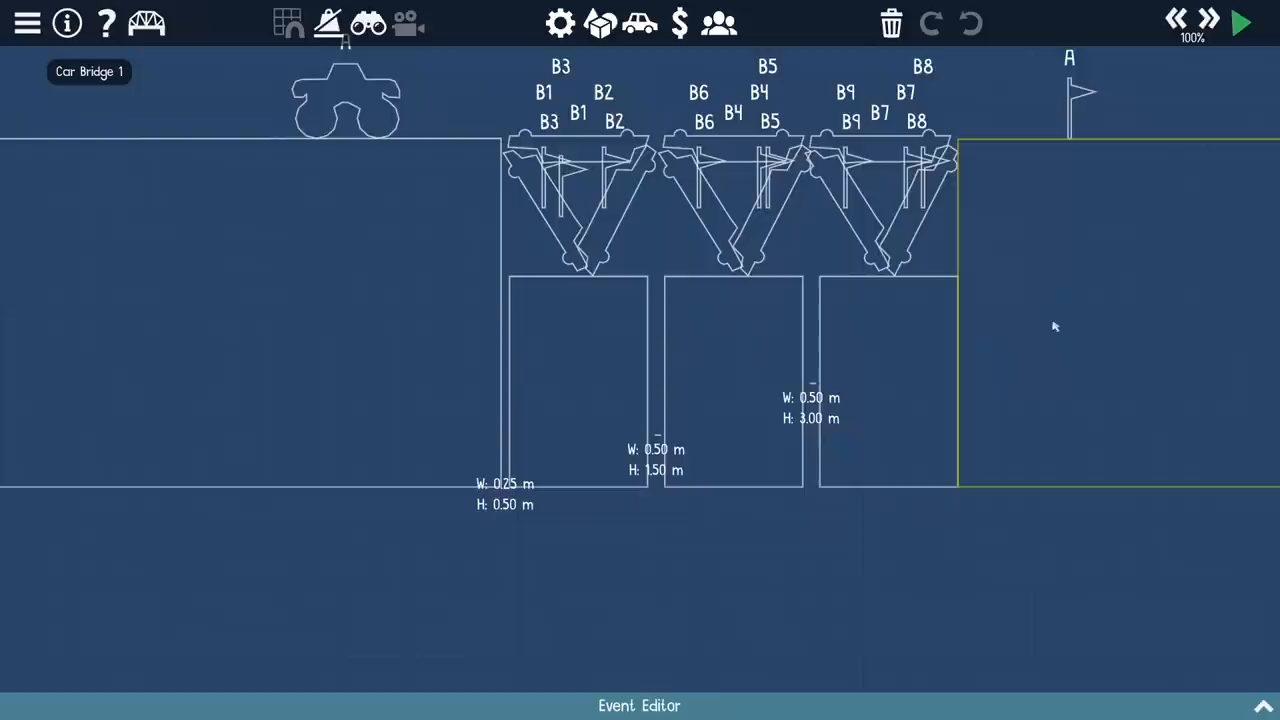 100%
A
Car Bridge 1
A
B3 B5 B8
B1 B2 B6 B4 B9 B7
B1 B4 B7
B3 B2 B6 B5 B9 B8
W: 0.50 m
H: 3.00 m
W: 0.50 m
H: 1.50 m
W: 0.25 m
H: 0.50 m
Event Editor